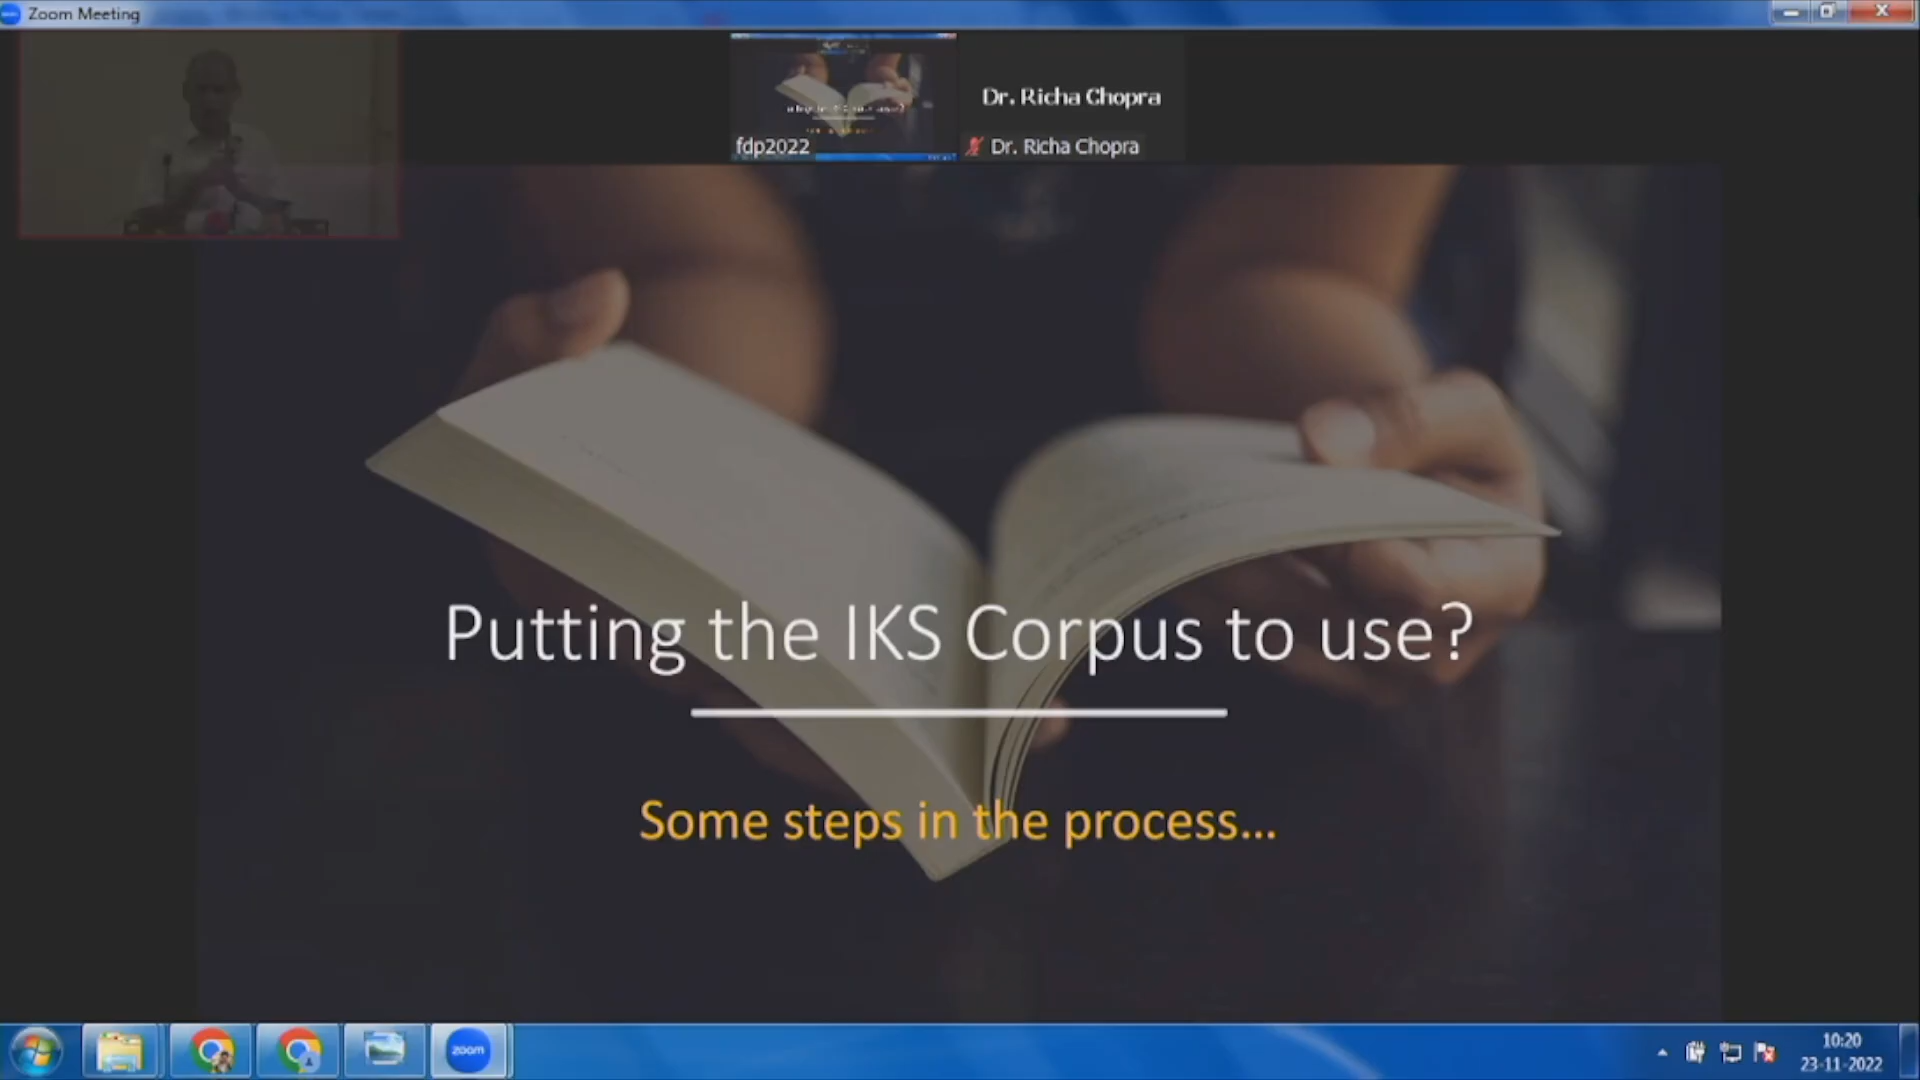 Zoom Meeting
Dr. Richa Chopra
fdp2022
Dr. Richa Chopra
Putting the IKS Corpus to use?
Some steps in the process...
zoom
10:20
23-11-2022